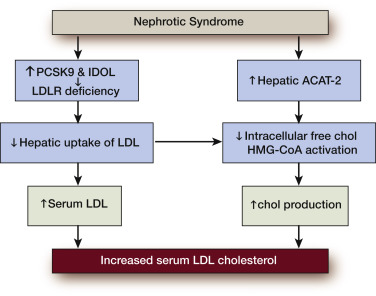 Nephrotic Syndrome
↑PCSK9 & IDOL
↓
LDLR deficiency
↑Hepatic ACAT-2
↓Hepatic uptake of LDL
↓Intracellular free chol
HMG-CoA activation
↑Serum LDL
↑chol production
Increased serum LDL cholesterol